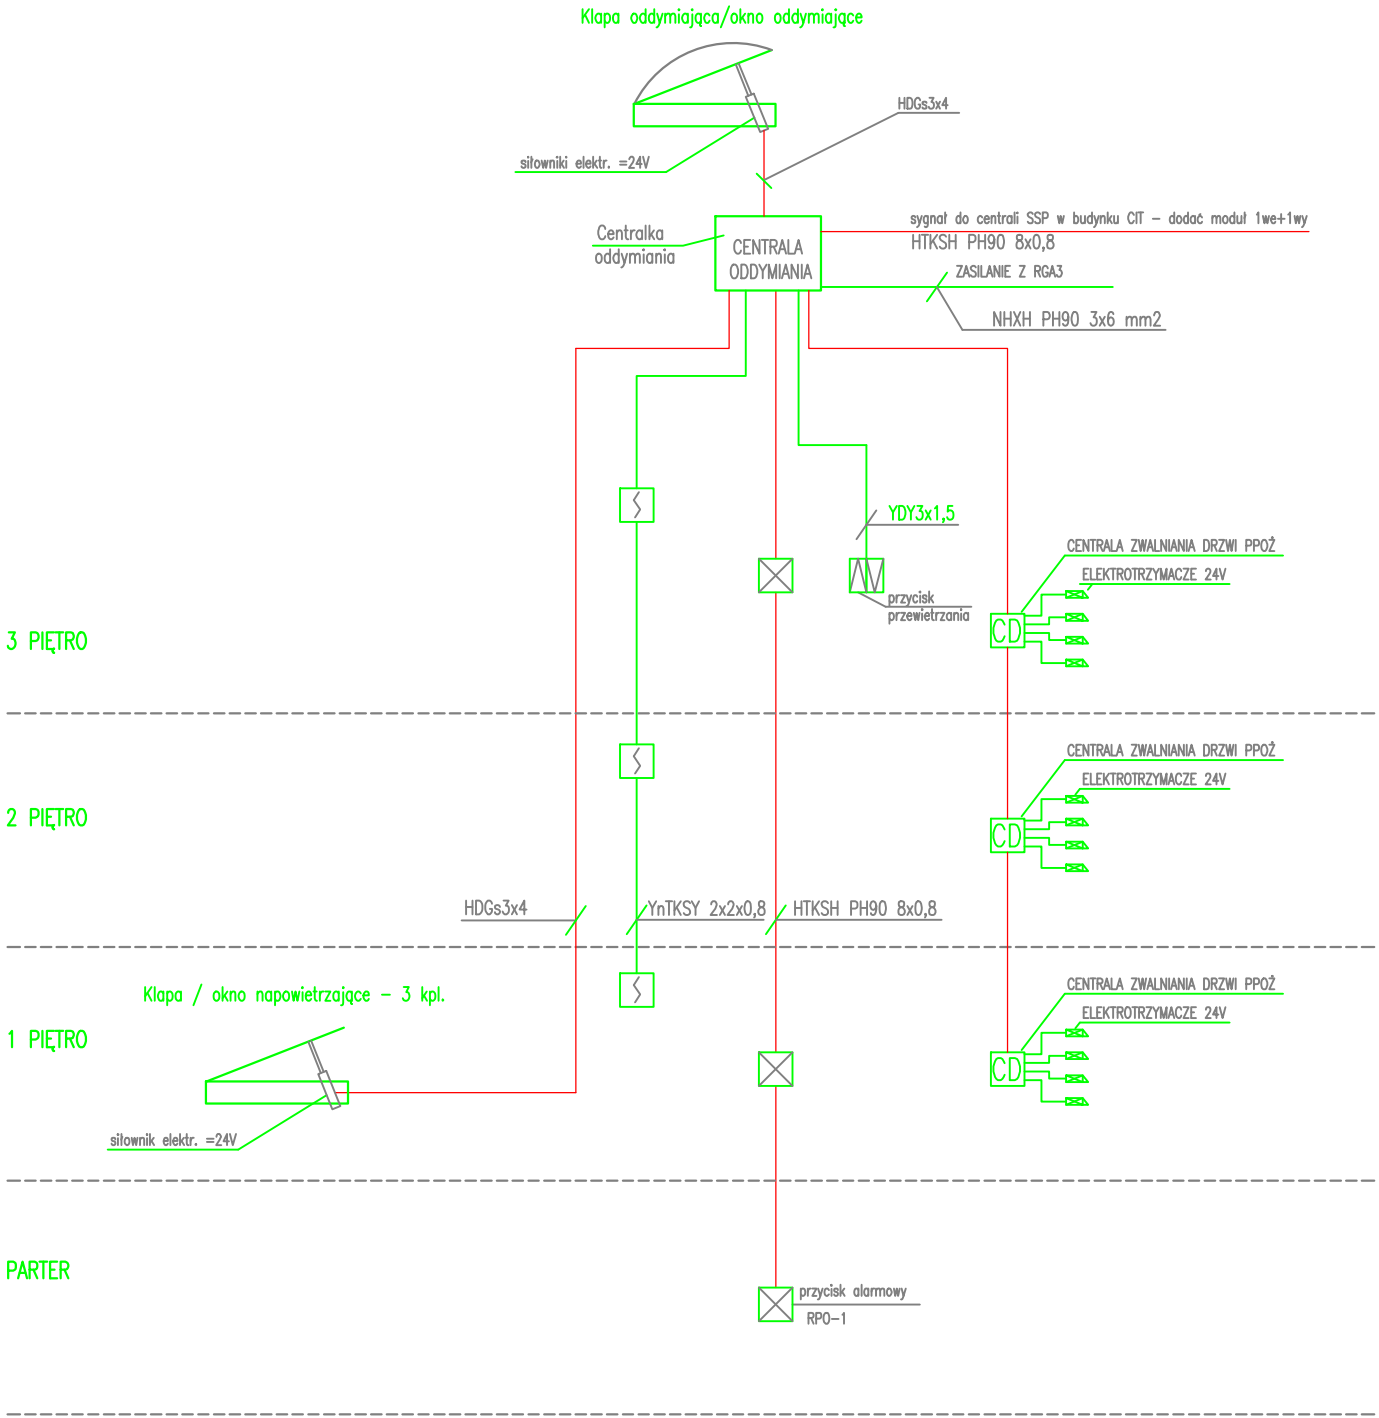 Klapa oddymiająca/okno oddymiające
HDGs3x4
siłowniki elektr. =24V
sygnał do centrali SSP w budynku CIT - dodać moduł 1we+1wy
HTKSH PH90 8x0,8
Centralka
oddymiania
CENTRALA
ODDYMIANIA
ZASILANIE Z RGA3
NHXH PH90 3x6 mm2
YDY3x1,5
przycisk
przewietrzania
CENTRALA ZWALNIANIA DRZWI PPOŻ
ELEKTROTRZYMACZE 24V
CD
3 PIĘTRO
CENTRALA ZWALNIANIA DRZWI PPOŻ
ELEKTROTRZYMACZE 24V
CD
2 PIĘTRO
HDGs3x4
YnTKSY 2x2x0,8
HTKSH PH90 8x0,8
Klapa / okno napowietrzające - 3 kpl.
CENTRALA ZWALNIANIA DRZWI PPOŻ
ELEKTROTRZYMACZE 24V
CD
1 PIĘTRO
siłownik elektr. =24V
PARTER
przycisk alarmowy
RPO-1